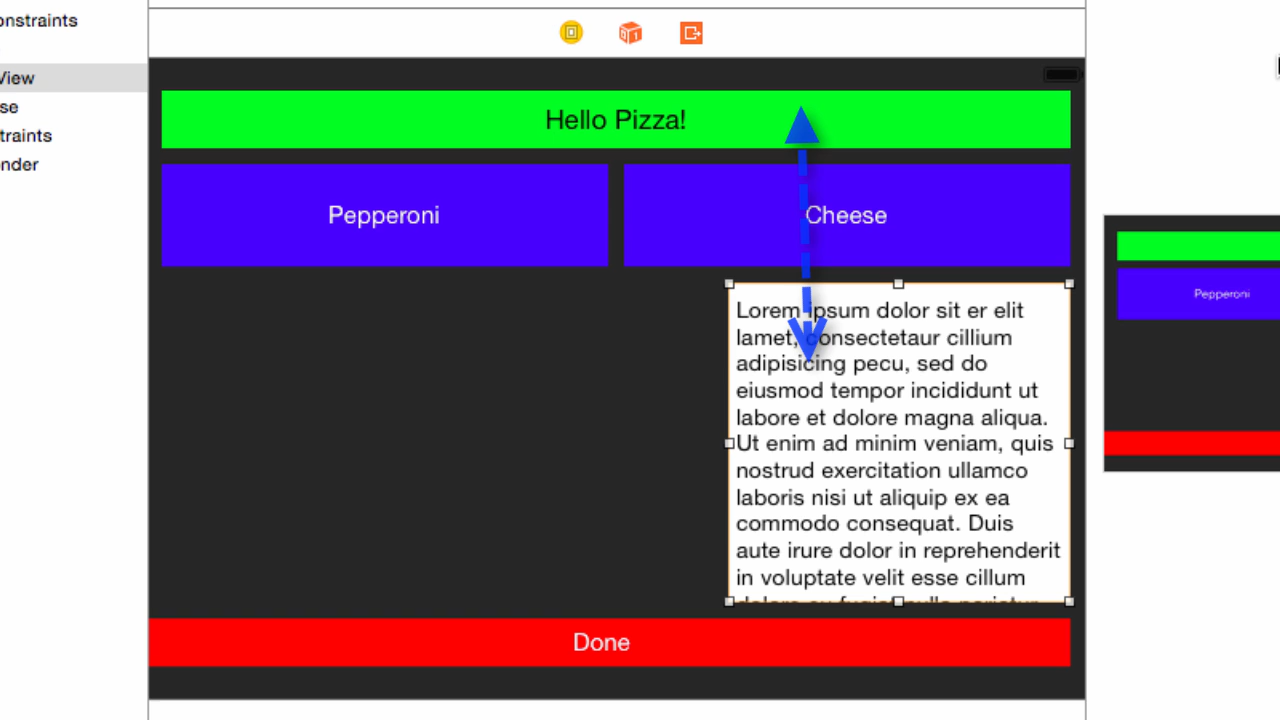 onstraints
View
se
traints
nder
Hello Pizza!
Pepperoni
Cheese
Lorem ipsum dolor sit er elit
lamet, consectetaur cillium
adipisicing pecu, sed do
eiusmod tempor incididunt ut
labore et dolore magna aliqua.
Ut enim ad minim veniam, quis
nostrud exercitation ullamco
laboris nisi ut aliquip ex ea
commodo consequat. Duis
aute irure dolor in reprehenderit
in voluptate velit esse cillum
Done
Pepperoni